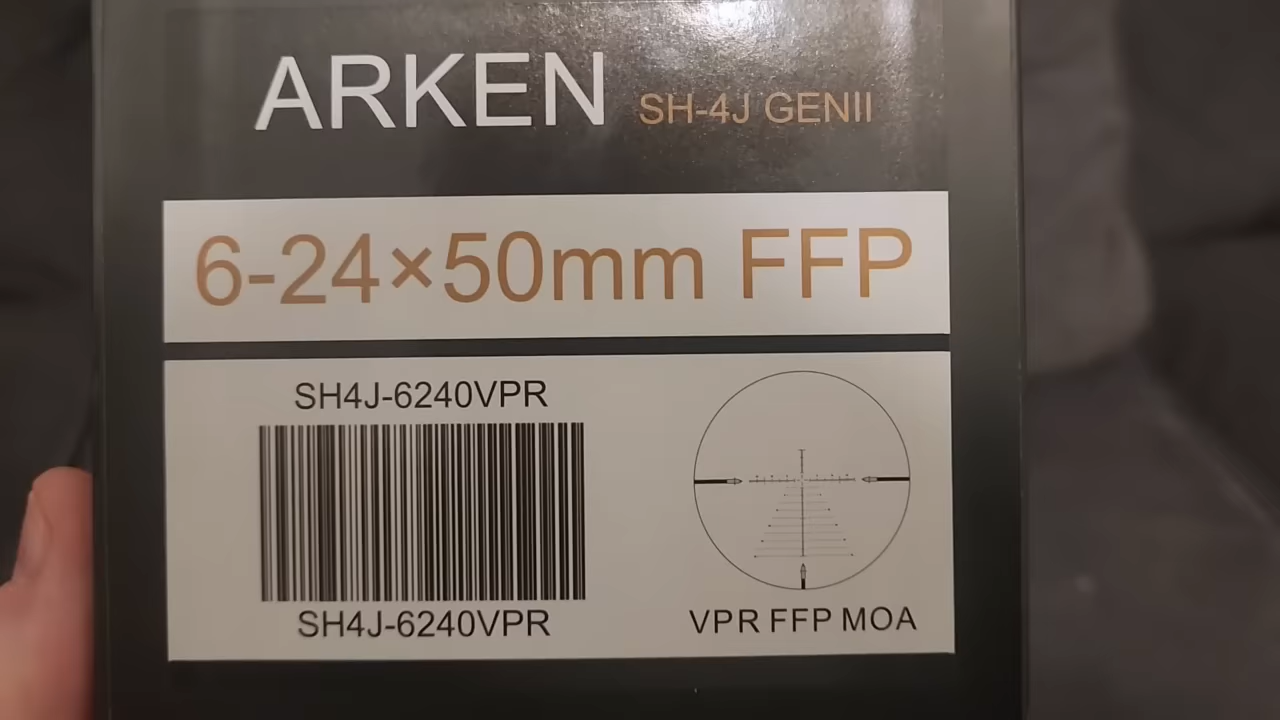 ARKEN SH-4J GENII
6-24×50mm FFP
SH4J-6240VPR
SH4J-6240VPR
VPR FFP MOA